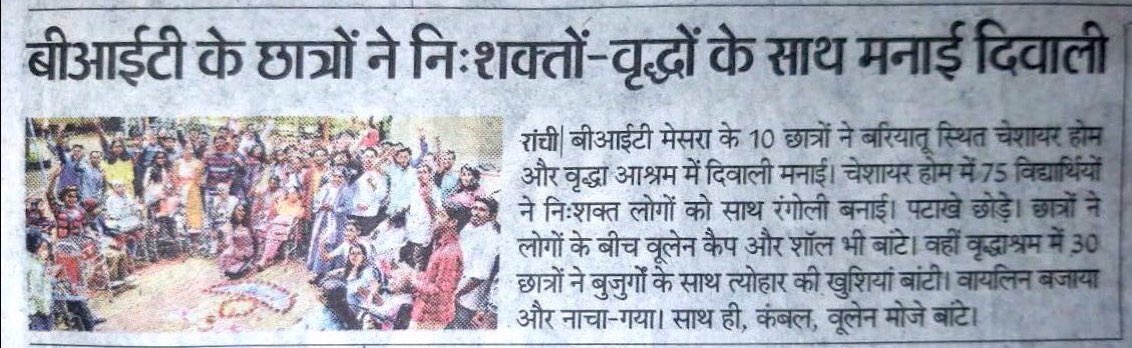 बीआईटी के छात्रों ने निःशक्तों-वृद्धों के साथ मनाई दिवाली
रांची| बीआईटी मेसरा के 10 छात्रों ने बरियातू स्थित चेशायर होम
और वृद्धा आश्रम में दिवाली मनाई। चेशायर होम में 75 विद्यार्थियों
ने निःशक्त लोगों को साथ रंगोली बनाई। पटाखे छोड़े। छात्रों ने
लोगों के बीच वूलेन कैप और शॉल भी बांटे। वहीं वृद्धाश्रम में 30
छात्रों ने बुजुर्गों के साथ त्योहार की खुशियां बांटी। वायलिन बजाया
और नाचा-गया। साथ ही, कंबल, वूलेन मोजे बांटे।